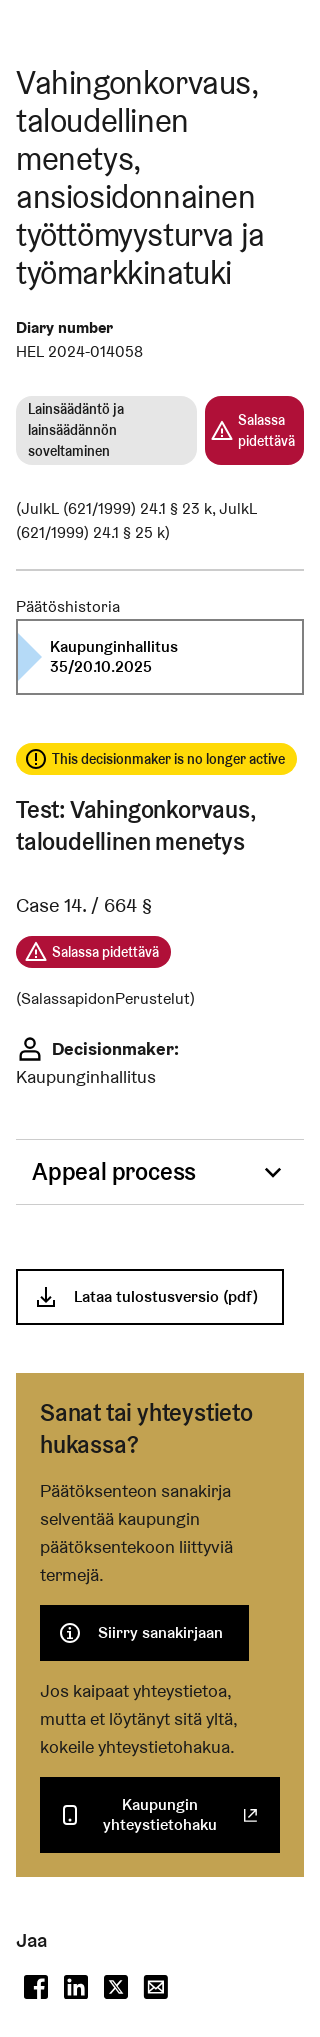 Vahingonkorvaus,
taloudellinen
menetys,
ansiosidonnainen
työttömyysturva ja
työmarkkinatuki
Diary number
HEL 2024-014058
Lainsäädäntö ja
lainsäädännön
soveltaminen
Salassa
pidettävä
(JulkL (621/1999) 24.1 § 23 k, JulkL
(621/1999) 24.1 § 25 k)
Päätöshistoria
Kaupunginhallitus
35/20.10.2025
This decisionmaker is no longer active
Test: Vahingonkorvaus,
taloudellinen menetys
Case 14. / 664 §
Salassa pidettävä
(SalassapidonPerustelut)
Decisionmaker:
Kaupunginhallitus
Appeal process
Lataa tulostusversio (pdf)
Sanat tai yhteystieto
hukassa?
Päätöksenteon sanakirja
selventää kaupungin
päätöksentekoon liittyviä
termejä.
Siirry sanakirjaan
Jos kaipaat yhteystietoa,
mutta et löytänyt sitä yltä,
kokeile yhteystietohakua.
Kaupungin
yhteystietohaku
Jaa